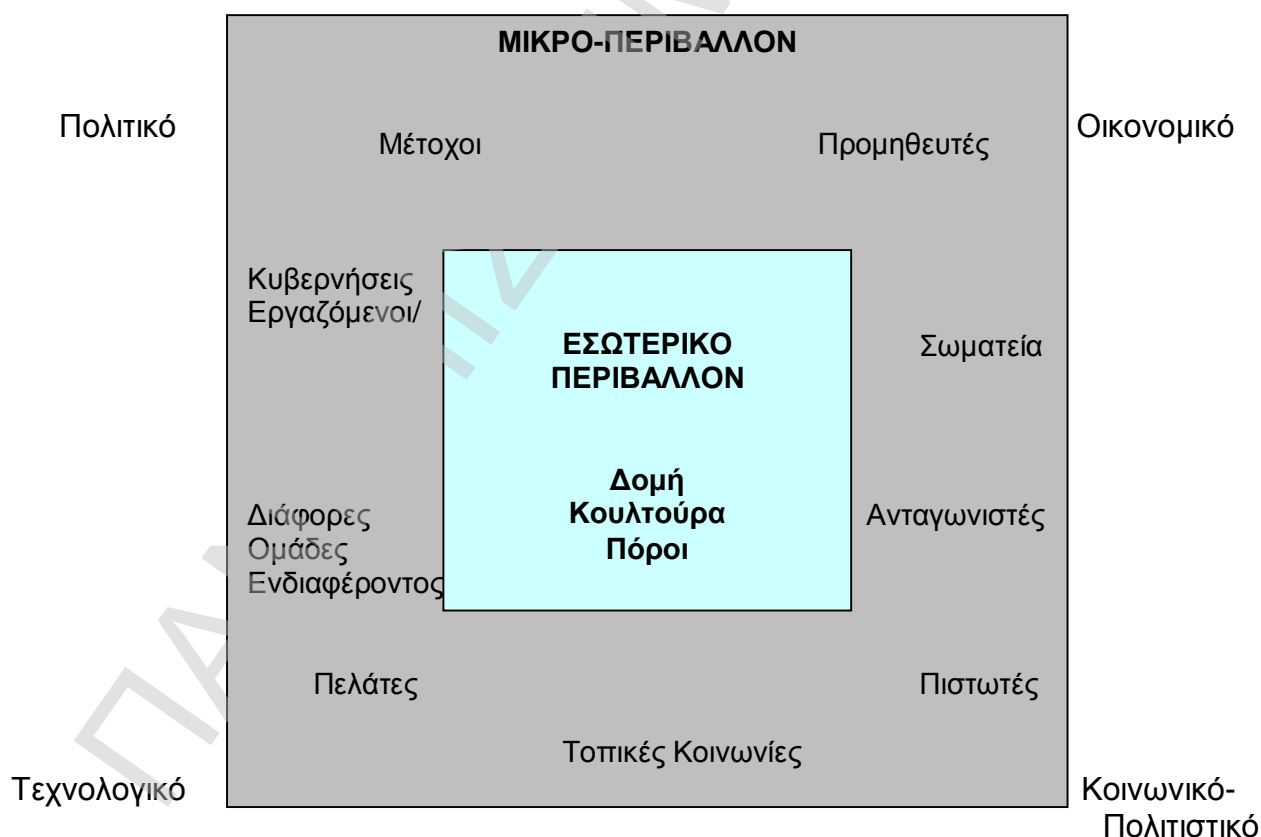 ΜΙΚΡΟ-ΠΕΡΙΒΑΛΛΟΝ
Πολιτικό
Οικονομικό
Μέτοχοι
Προμηθευτές
Κυβερνήσεις
Εργαζόμενοι/
ΕΣΩΤΕΡΙΚΟ
ΠΕΡΙΒΑΛΛΟΝ
Σωματεία
Δομή
Κουλτούρα
Πόροι
Διάφορες
Ομάδες
Ενδιαφέροντος
Ανταγωνιστές
Πελάτες
Πιστωτές
Τοπικές Κοινωνίες
Τεχνολογικό
Κοινωνικό-
Πολιτιστικό